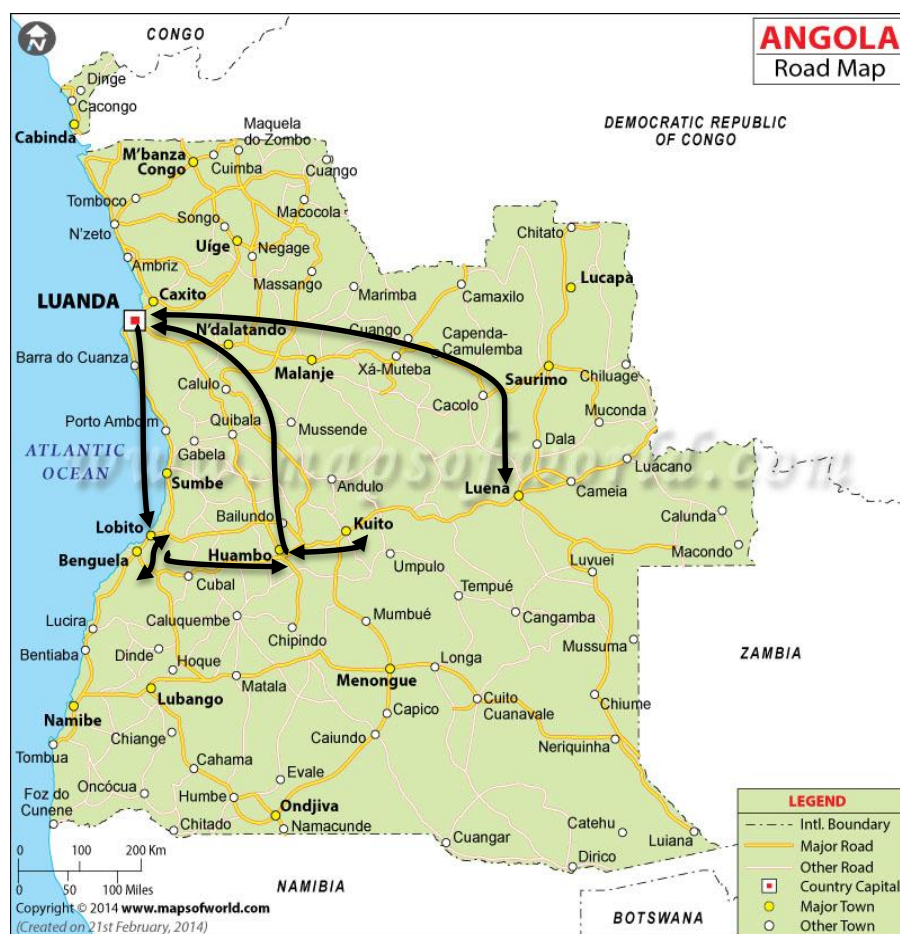 ANGOLA
Road Map
CONGO
DEMOCRATIC REPUBLIC
OF CONGO
Dinge
Cacongo
Cabinda
Maquela
do Zombo
M'banza
Congo
Cuimba
Cuango
Tomboco
Macocola
Songo
N'zeto
Uíge
Negage
Chitato
Ambriz
Massango
Lucapa
Marimba
Camaxilo
Caxito
LUANDA
N'dalatando
Cuango
Capenda-
Camulemba
Barra do Cuanza
Malanje
Xá-Muteba
Saurimo
Chiluage
Calulo
Cacolo
Muconda
Porto Amboim
Quibala
Mussende
Gabela
Dala
ATLANTIC
OCEAN
www.mapsofworld.com
Luacano
Sumbe
Andulo
Luena
Cameia
Lobito
Bailundo
Kuito
Calunda
Benguela
Huambo
Macondo
Cubal
Umpulo
Luvuei
Tempué
Lucira
Caluquembe
Mumbué
Cangamba
Chipindo
Mussuma
Bentiaba
Dinde
Hoque
ZAMBIA
Matala
Menongue
Longa
Lubango
Namibe
Cuito
Cuanavale
Chiume
Capico
Chiange
Caiundo
Neriquinha
Tombua
Cahama
Evale
Foz do
Cunene
Oncócua
Humbe
Ondjiva
Chitado
Namacunde
Cuangar
Catehu
Luiana
Dirico
LEGEND
Intl. Boundary
Major Road
Other Road
Country Capital
Major Town
Other Town
0 100 200 Km
0 50 100 Miles
NAMIBIA
BOTSWANA
Copyright © 2014 www.mapsofworld.com
(Created on 21st February, 2014)
N